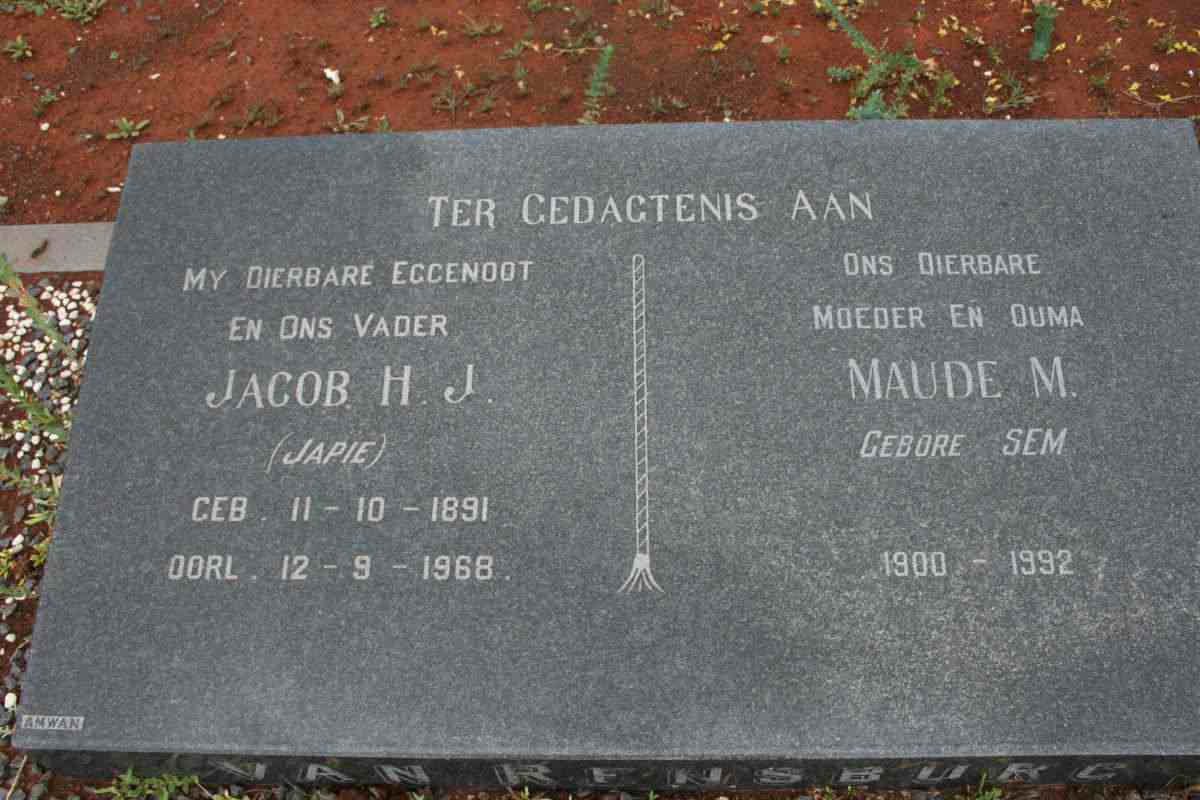 TER GEDAGTENIS AAN
MY DIERBARE EGGENOOT
EN ONS VADER
JACOB. H. J.
(JAPIE)
GEB. 11-10-1891
OORL. 12-9-1968.
ONS DIERBARE
MOEDER EN OUMA
MAUDE M.
GEBORE SEM
1900 - 1992
AMWAN
VAN RENSBURG